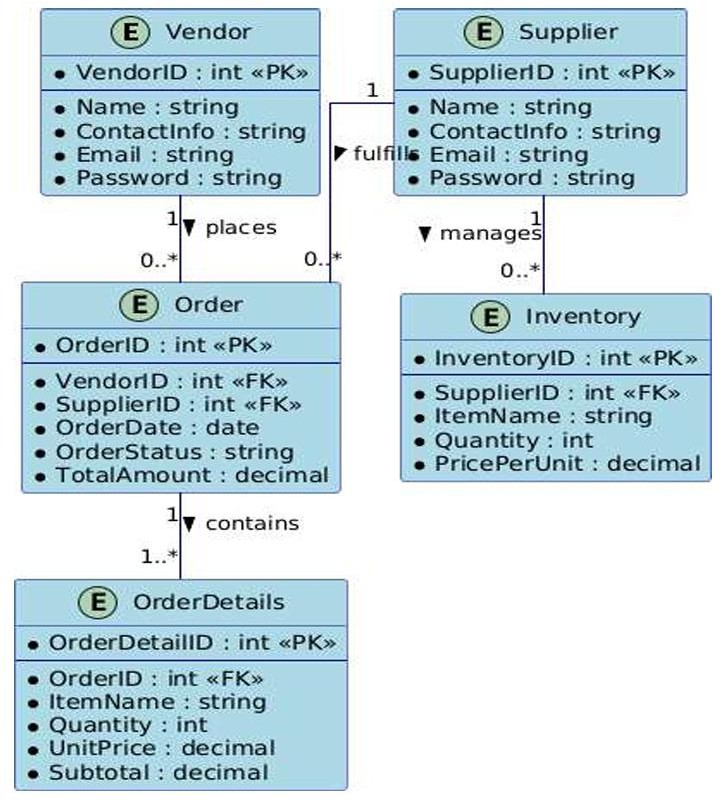 E Vendor
VendorID : int «PK»
Name : string
ContactInfo : string
Email : string
Password : string
E Supplier
SupplierID : int «PK»
Name : string
ContactInfo : string
Email : string
Password : string
1
fulfills
0..*
1
places
0..*
1
manages
0..*
E Order
OrderID : int «PK»
VendorID : int «FK»
SupplierID : int «FK»
OrderDate : date
OrderStatus : string
TotalAmount : decimal
E Inventory
InventoryID : int «PK»
SupplierID : int «FK»
ItemName : string
Quantity : int
PricePerUnit : decimal
1
contains
1..*
E OrderDetails
OrderDetailID : int «PK»
OrderID : int «FK»
ItemName : string
Quantity : int
UnitPrice : decimal
Subtotal : decimal